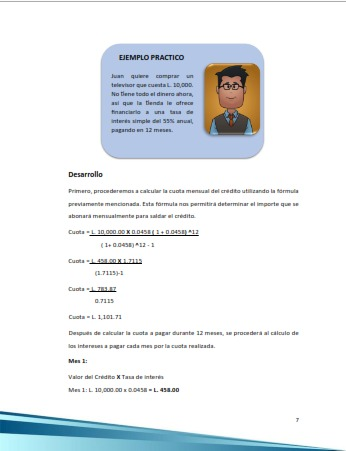 EJEMPLO PRACTICO
Juan quiere comprar un
televisor que cuesta L. 10,000.
No tiene todo el dinero ahora,
así que la tienda le ofrece
financiarlo a una tasa de
interés simple del 55% anual,
pagando en 12 meses.
Desarrollo
Primero, procederemos a calcular la cuota mensual del crédito utilizando la fórmula
previamente mencionada. Esta fórmula nos permitirá determinar el importe que se
abonará mensualmente para saldar el crédito.
Cuota = L. 10,000.00 X 0.0458 ( 1 + 0.0458) ^12
( 1+ 0.0458) ^12 - 1
Cuota = L. 458.00 X 1.7115
(1.7115)-1
Cuota = L. 783.87
0.7115
Cuota = L. 1,101.71
Después de calcular la cuota a pagar durante 12 meses, se procederá al cálculo de
los intereses a pagar cada mes por la cuota realizada.
Mes 1:
Valor del Crédito X Tasa de interés
Mes 1: L. 10,000.00 x 0.0458 = L. 458.00
7